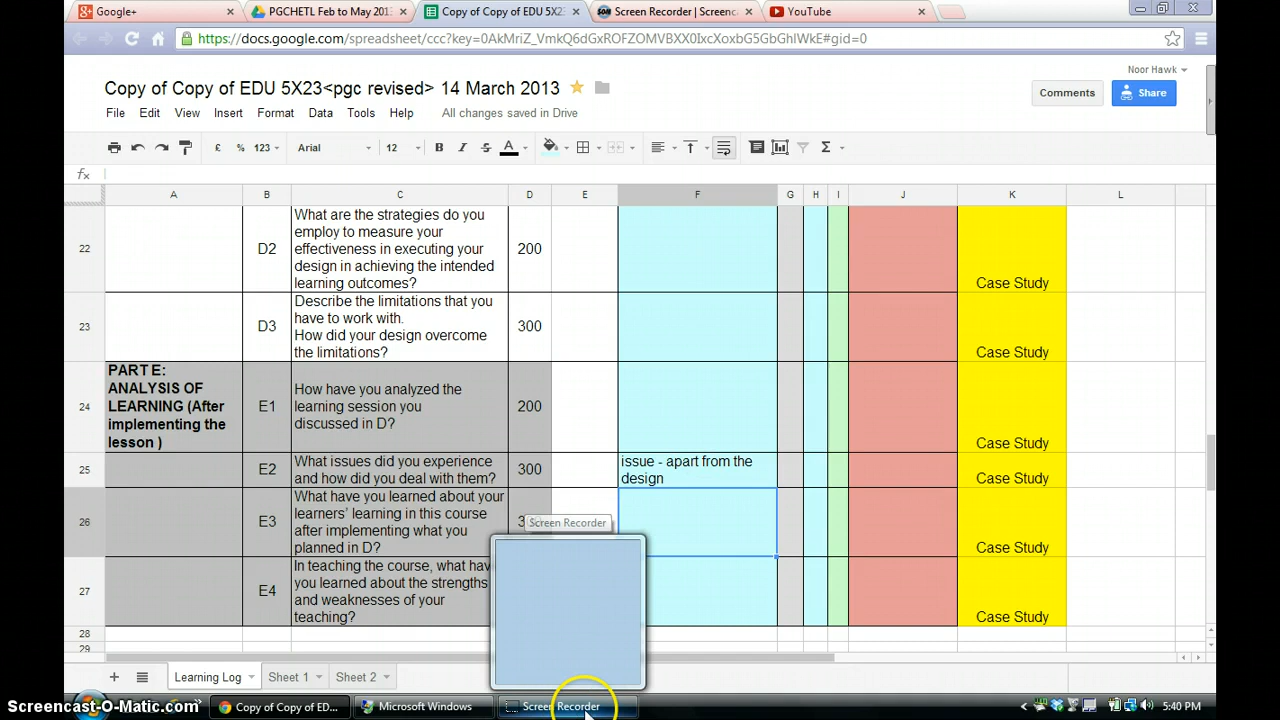 Google+
PGCHETL Feb to May 2013
Copy of Copy of EDU 5X23
Screen Recorder | Screenca
YouTube
https://docs.google.com/spreadsheet/
Copy of Copy of EDU 5X23<pgc revised> 14 March 2013
Noor Hawk
Comments
Share
File Edit View Insert Format Data Tools Help All changes saved in Drive
£ % 123 Arial 12 B I S A Σ
fx
A B C D E F G H I J K L
22
D2
What are the strategies do you
employ to measure your
effectiveness in executing your
design in achieving the intended
learning outcomes?
200
Case Study
23
D3
Describe the limitations that you
have to work with.
How did your design overcome
the limitations?
300
Case Study
24
PART E:
ANALYSIS OF
LEARNING (After
implementing the
lesson )
E1
How have you analyzed the
learning session you
discussed in D?
200
Case Study
25
E2
What issues did you experience
and how did you deal with them?
300
issue - apart from the
design
Case Study
26
E3
What have you learned about your
learners' learning in this course
after implementing what you
planned in D?
Case Study
27
E4
In teaching the course, what hav
you learned about the strengths
and weaknesses of your
teaching?
Case Study
28
29
Screen Recorder
+ Learning Log Sheet 1 Sheet 2
Screencast-O-Matic.com
Copy of Copy of ED...
Microsoft Windows
Screen Recorder
5:40 PM